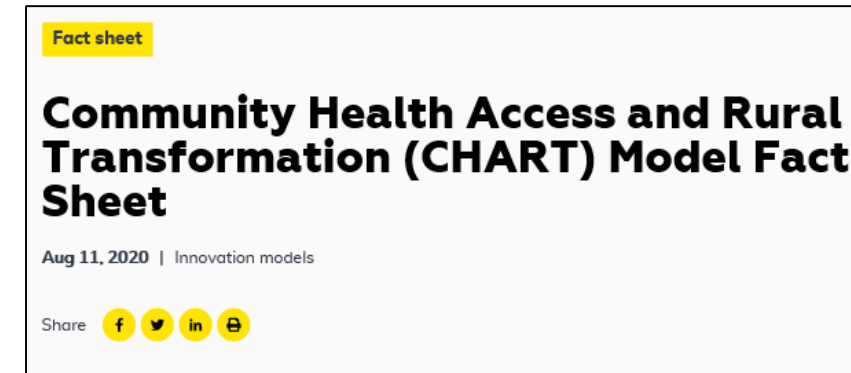 Fact sheet
Community Health Access and Rural
Transformation (CHART) Model Fact
Sheet
Aug 11, 2020 | Innovation models
Share